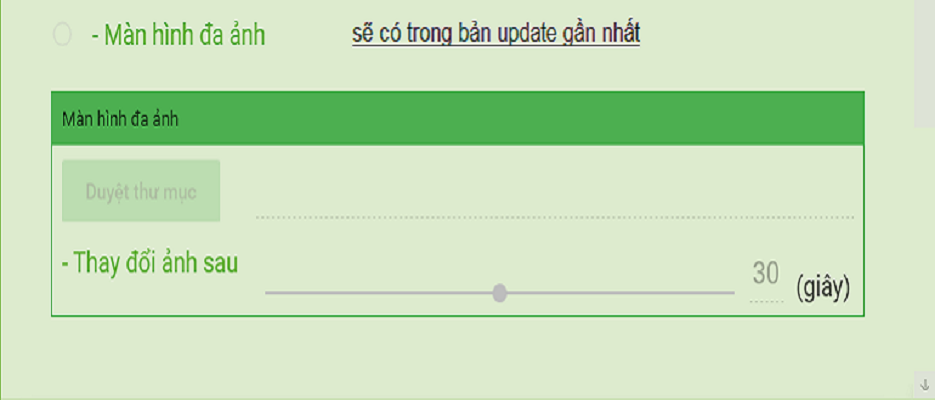 - Màn hình đa ảnh sẽ có trong bản update gần nhất
Màn hình đa ảnh
Duyệt thư mục
- Thay đổi ảnh sau
30 (giây)